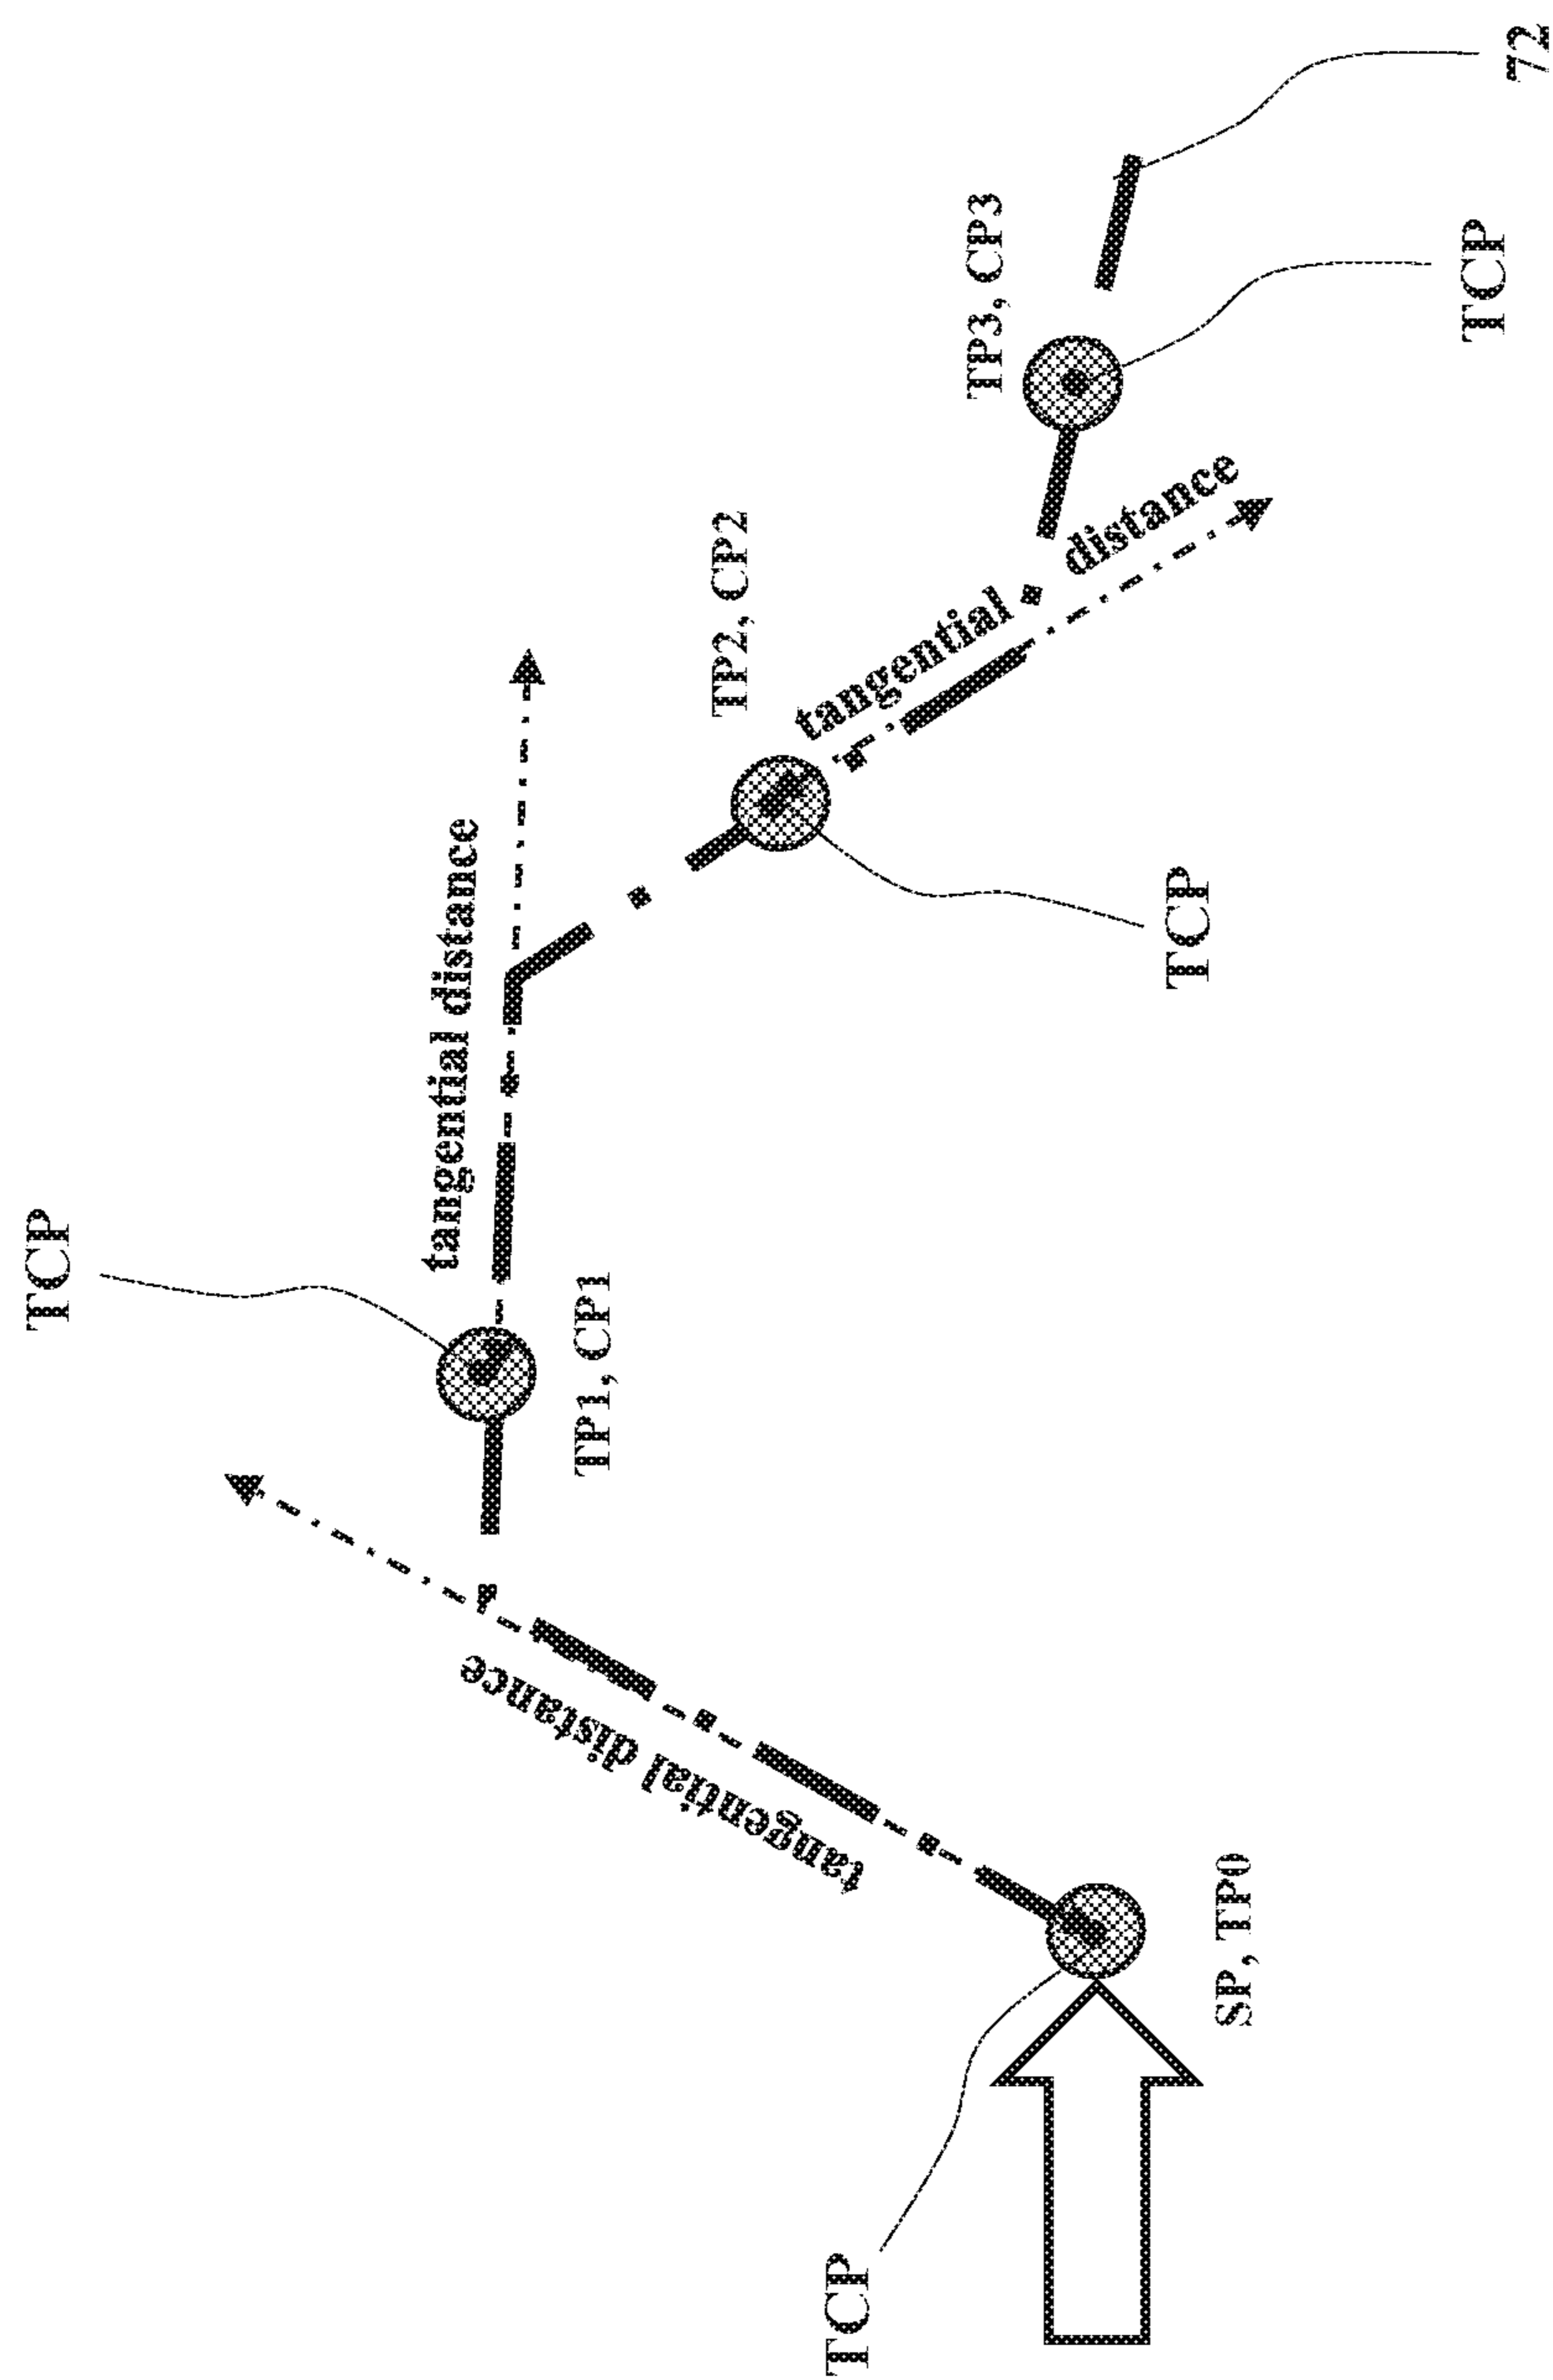 TCP
SP, TP0
tangential distance
TCP
TP1, CP1
tangential distance
TCP
TP2, CP2
tangential distance
TP3, CP3
TCP
72